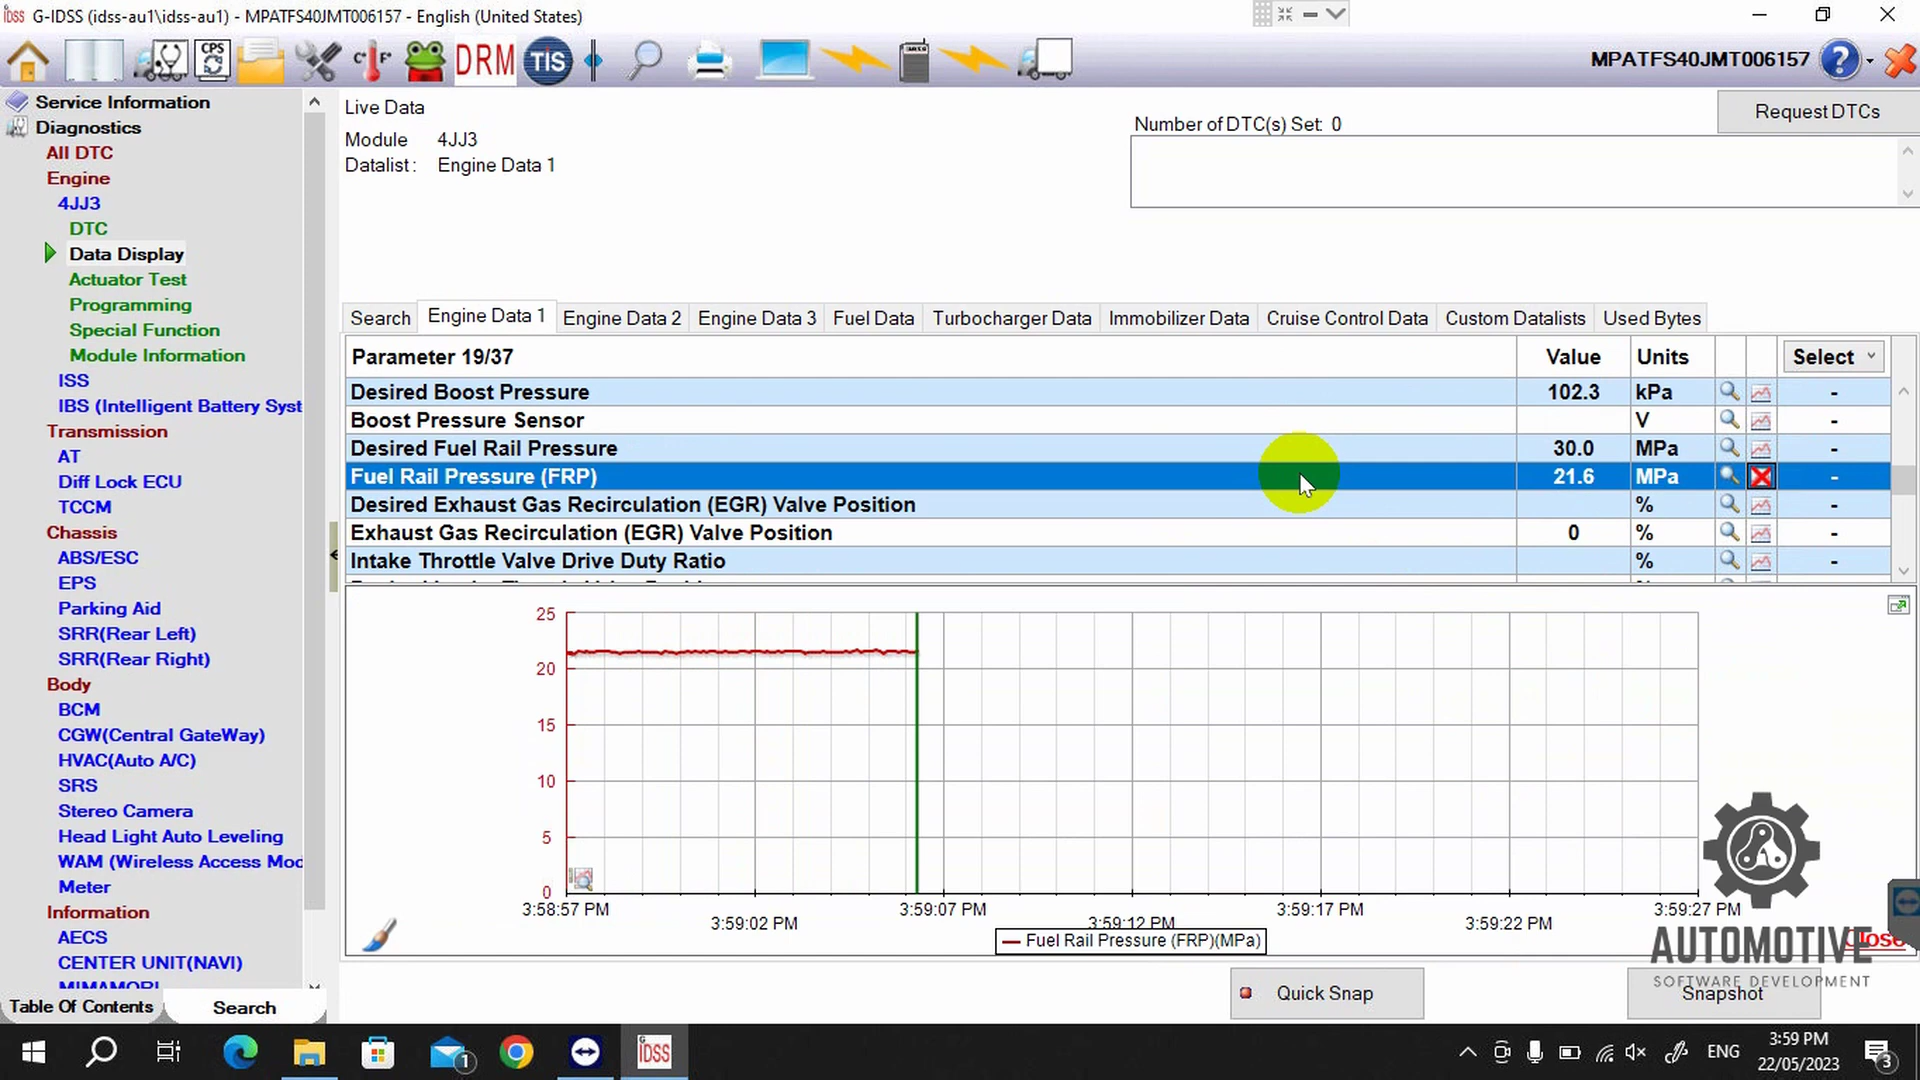 G-IDSS (idss-au1\idss-au1) - MPATFS40JMT006157 - English (United States)
CPS
DRM
TIS
MPATFS40JMT006157
Service Information
Diagnostics
All DTC
Engine
4JJ3
DTC
Data Display
Actuator Test
Programming
Special Function
Module Information
ISS
IBS (Intelligent Battery Syst
Transmission
AT
Diff Lock ECU
TCCM
Chassis
ABS/ESC
EPS
Parking Aid
SRR(Rear Left)
SRR(Rear Right)
Body
BCM
CGW(Central GateWay)
HVAC(Auto A/C)
SRS
Stereo Camera
Head Light Auto Leveling
WAM (Wireless Access Mod
Meter
Information
AECS
CENTER UNIT(NAVI)
MIMAMORI
Table Of Contents
Search
Live Data
Module 4JJ3
Datalist : Engine Data 1
Number of DTC(s) Set: 0
Request DTCs
Search Engine Data 1 Engine Data 2 Engine Data 3 Fuel Data Turbocharger Data Immobilizer Data Cruise Control Data Custom Datalists Used Bytes
Parameter 19/37 Value Units Select
Desired Boost Pressure 102.3 kPa -
Boost Pressure Sensor V -
Desired Fuel Rail Pressure 30.0 MPa -
Fuel Rail Pressure (FRP) 21.6 MPa -
Desired Exhaust Gas Recirculation (EGR) Valve Position % -
Exhaust Gas Recirculation (EGR) Valve Position 0 % -
Intake Throttle Valve Drive Duty Ratio % -
25
20
15
10
5
0
3:58:57 PM
3:59:02 PM
3:59:07 PM
3:59:12 PM
3:59:17 PM
3:59:22 PM
3:59:27 PM
Fuel Rail Pressure (FRP)(MPa)
Close
AUTOMOTIVE
SOFTWARE DEVELOPMENT
Quick Snap
Snapshot
1
IDSS
ENG
3:59 PM
22/05/2023
3